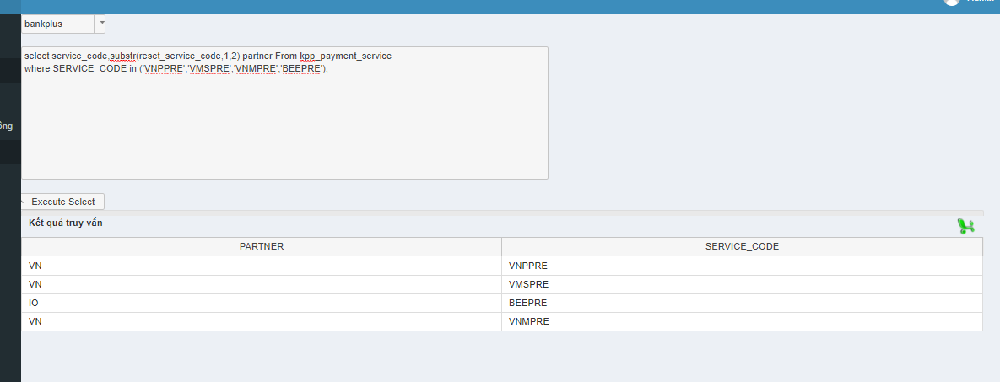 Admin
bankplus
select service_code,substr(reset_service_code,1,2) partner From kpp_payment_service
where SERVICE_CODE in ('VNPPRE','VMSPRE','VNMPRE','BEEPRE');
ông
Execute Select
Kết quả truy vấn
PARTNER SERVICE_CODE
VN VNPPRE
VN VMSPRE
IO BEEPRE
VN VNMPRE